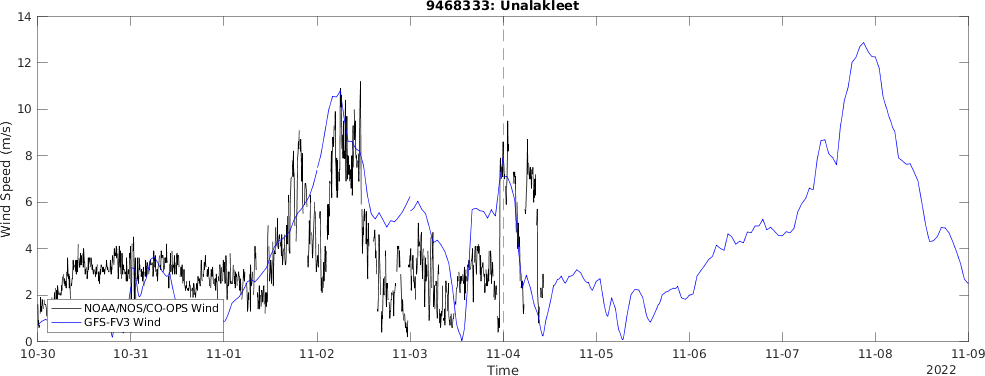 9468333: Unalakleet
Wind Speed (m/s)
14
12
10
8
6
4
2
0
NOAA/NOS/CO-OPS Wind
GFS-FV3 Wind
10-30 10-31 11-01 11-02 11-03 11-04 11-05 11-06 11-07 11-08 11-09
Time
2022